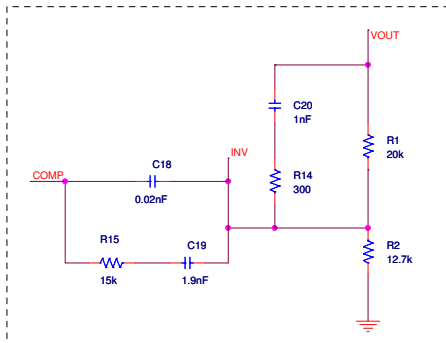 VOUT
C20
1nF
R1
20k
C18
INV
0.02nF
COMP
R14
300
R15
15k
C19
1.9nF
R2
12.7k